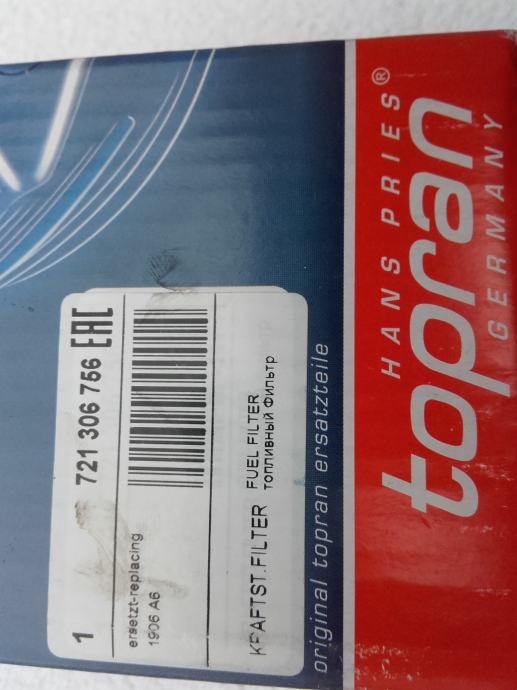 HANS PRIES
topran®
GERMANY
1 721 306 756 EAC
ersetzt-replacing
1906 A6
KRAFTST.FILTER FUEL FILTER
топливный Фильтр
original topran ersatzteile